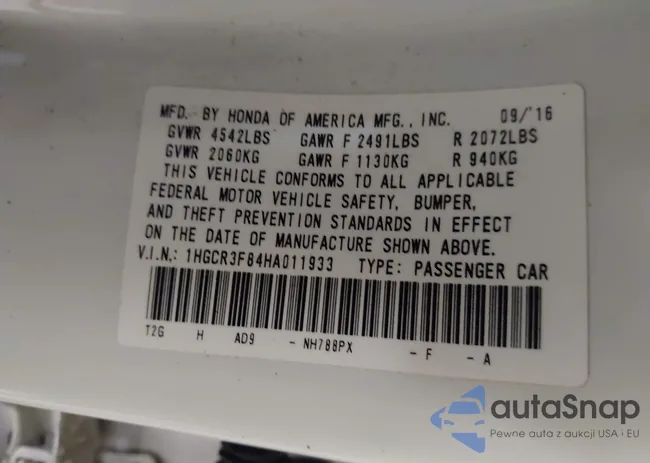 MFD. BY HONDA OF AMERICA MFG., INC. 09/'16
GVWR 4542LBS GAWR F 2491LBS R 2072LBS
GVWR 2060KG GAWR F 1130KG R 940KG
THIS VEHICLE CONFORMS TO ALL APPLICABLE
FEDERAL MOTOR VEHICLE SAFETY, BUMPER,
AND THEFT PREVENTION STANDARDS IN EFFECT
ON THE DATE OF MANUFACTURE SHOWN ABOVE.
V.I.N.: 1HGCR3F84HA011933 TYPE: PASSENGER CAR
T2G H AD9 - NH788PX - F - A
autaSnap
Pewne auta z aukcji USA i EU